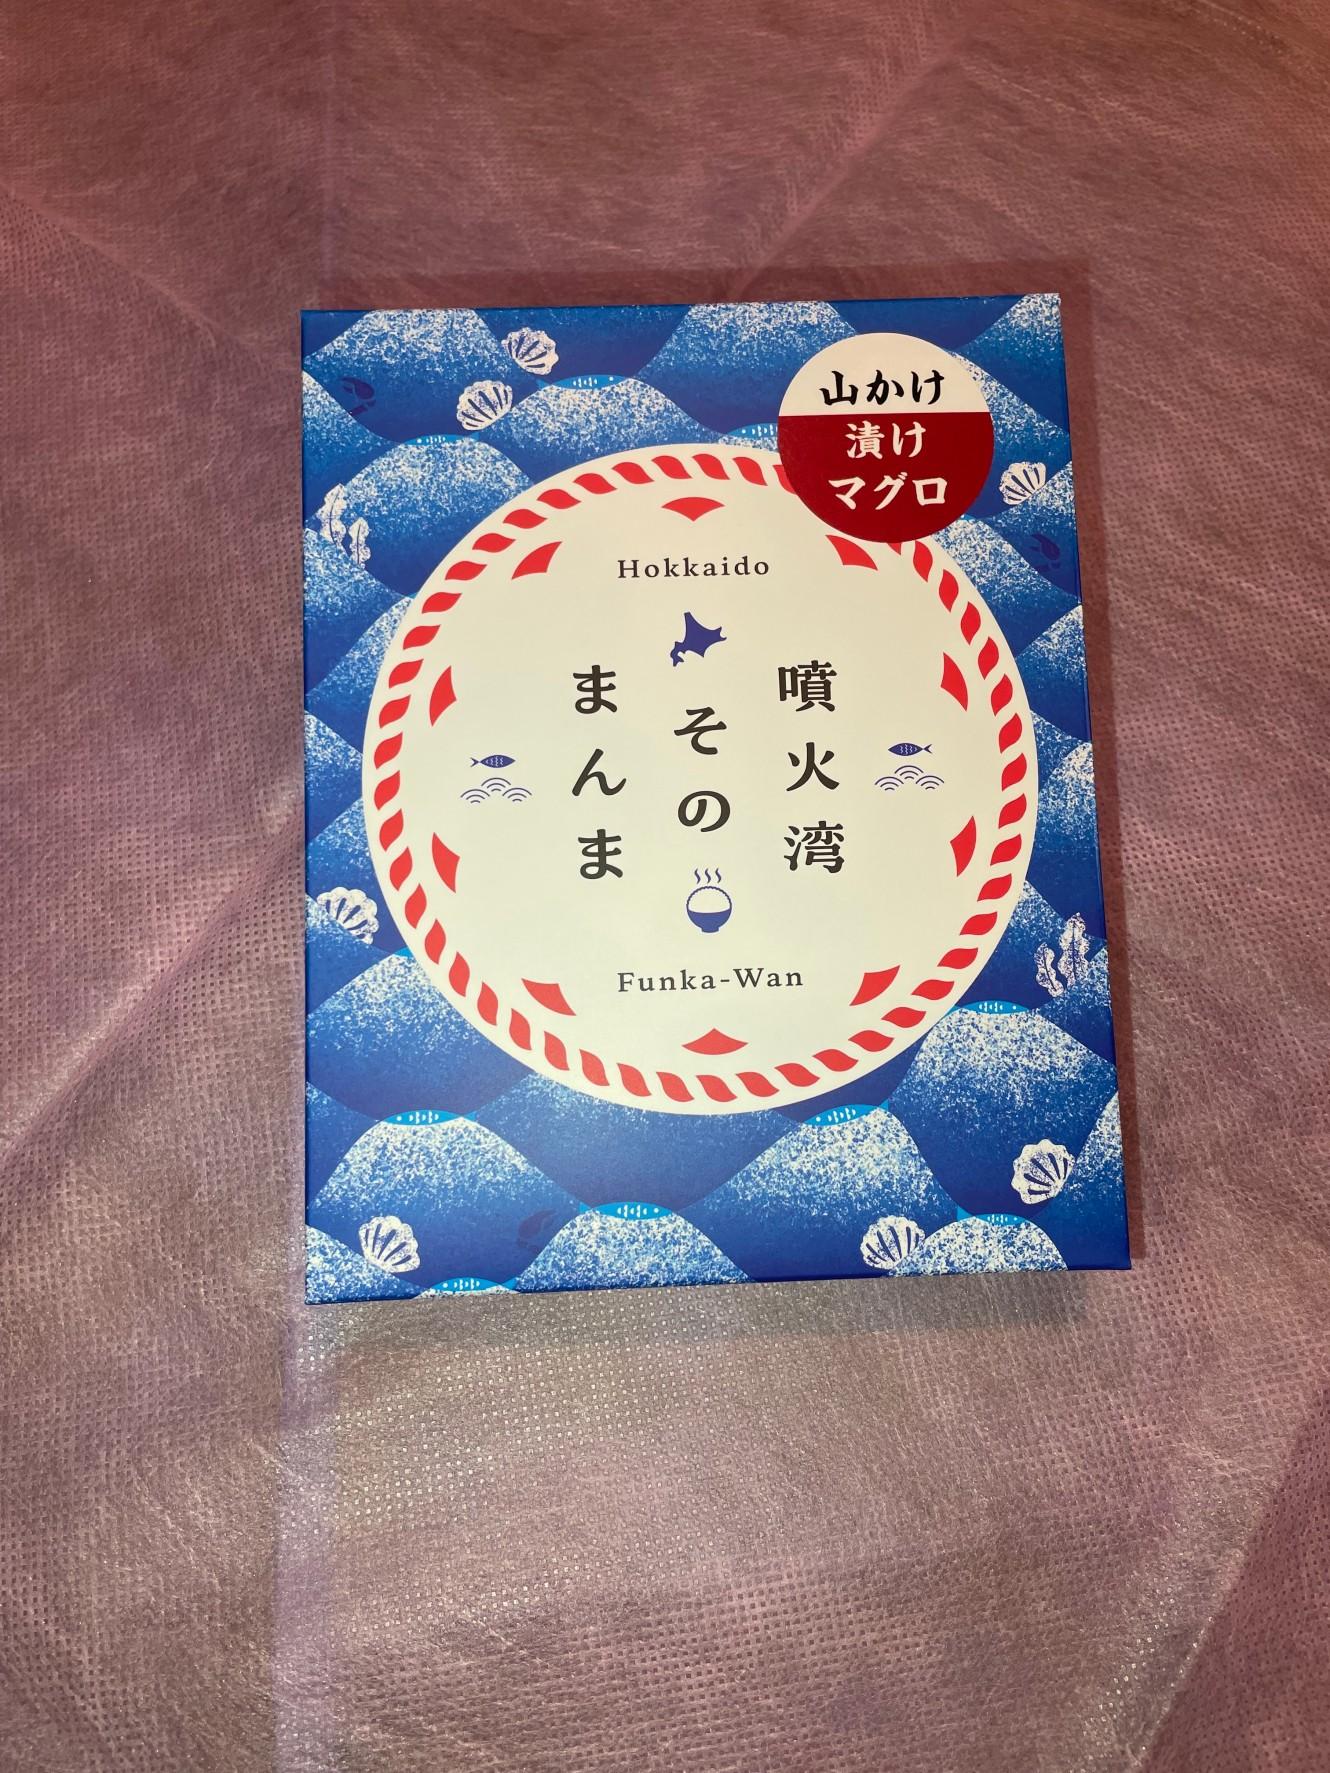 山かけ
漬け
マグロ
Hokkaido
噴火湾
その
まんま
Funka-Wan